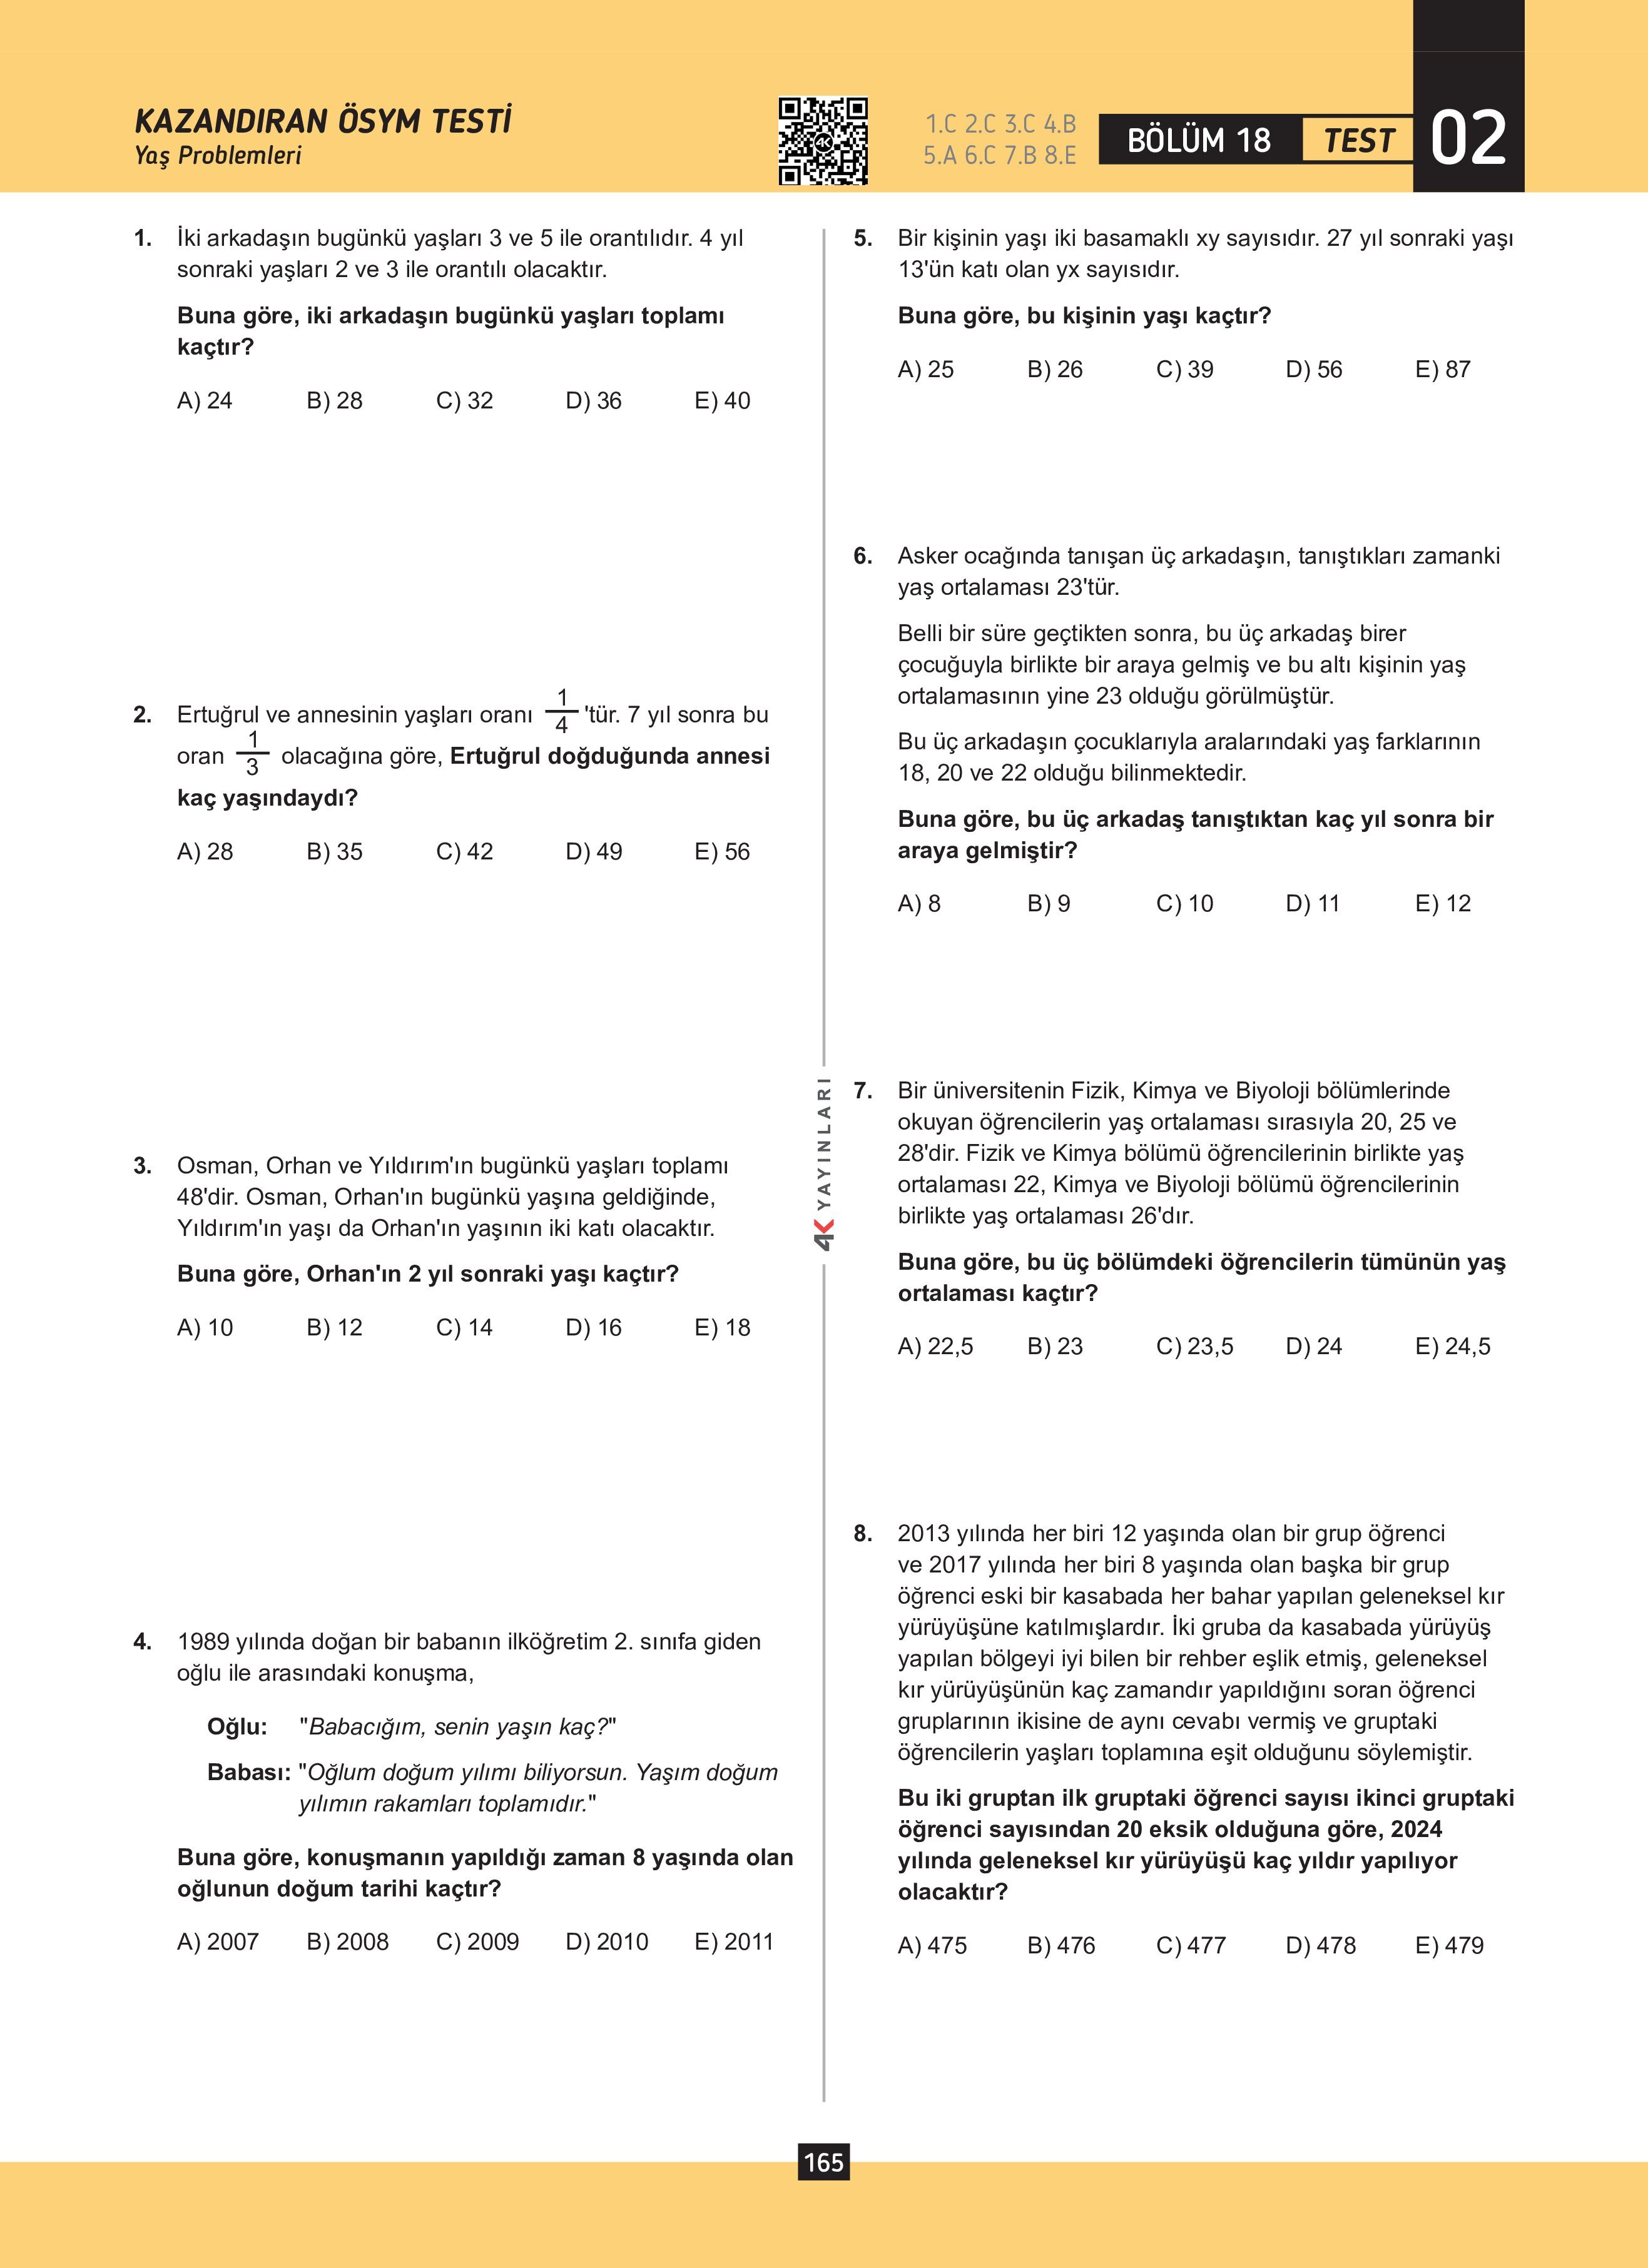 KAZANDIRAN ÖSYM TESTİ
Yaş Problemleri
4K
1.C 2.C 3.C 4.B
5.A 6.C 7.B 8.E
BÖLÜM 18
TEST
02
1. İki arkadaşın bugünkü yaşları 3 ve 5 ile orantılıdır. 4 yıl
sonraki yaşları 2 ve 3 ile orantılı olacaktır.
Buna göre, iki arkadaşın bugünkü yaşları toplamı
kaçtır?
A) 24 B) 28 C) 32 D) 36 E) 40
2. Ertuğrul ve annesinin yaşları oranı 1/4 'tür. 7 yıl sonra bu
oran 1/3 olacağına göre, Ertuğrul doğduğunda annesi
kaç yaşındaydı?
A) 28 B) 35 C) 42 D) 49 E) 56
3. Osman, Orhan ve Yıldırım'ın bugünkü yaşları toplamı
48'dir. Osman, Orhan'ın bugünkü yaşına geldiğinde,
Yıldırım'ın yaşı da Orhan'ın yaşının iki katı olacaktır.
Buna göre, Orhan'ın 2 yıl sonraki yaşı kaçtır?
A) 10 B) 12 C) 14 D) 16 E) 18
4. 1989 yılında doğan bir babanın ilköğretim 2. sınıfa giden
oğlu ile arasındaki konuşma,
Oğlu: "Babacığım, senin yaşın kaç?"
Babası: "Oğlum doğum yılımı biliyorsun. Yaşım doğum
yılımın rakamları toplamıdır."
Buna göre, konuşmanın yapıldığı zaman 8 yaşında olan
oğlunun doğum tarihi kaçtır?
A) 2007 B) 2008 C) 2009 D) 2010 E) 2011
4K YAYINLARI
5. Bir kişinin yaşı iki basamaklı xy sayısıdır. 27 yıl sonraki yaşı
13'ün katı olan yx sayısıdır.
Buna göre, bu kişinin yaşı kaçtır?
A) 25 B) 26 C) 39 D) 56 E) 87
6. Asker ocağında tanışan üç arkadaşın, tanıştıkları zamanki
yaş ortalaması 23'tür.
Belli bir süre geçtikten sonra, bu üç arkadaş birer
çocuğuyla birlikte bir araya gelmiş ve bu altı kişinin yaş
ortalamasının yine 23 olduğu görülmüştür.
Bu üç arkadaşın çocuklarıyla aralarındaki yaş farklarının
18, 20 ve 22 olduğu bilinmektedir.
Buna göre, bu üç arkadaş tanıştıktan kaç yıl sonra bir
araya gelmiştir?
A) 8 B) 9 C) 10 D) 11 E) 12
7. Bir üniversitenin Fizik, Kimya ve Biyoloji bölümlerinde
okuyan öğrencilerin yaş ortalaması sırasıyla 20, 25 ve
28'dir. Fizik ve Kimya bölümü öğrencilerinin birlikte yaş
ortalaması 22, Kimya ve Biyoloji bölümü öğrencilerinin
birlikte yaş ortalaması 26'dır.
Buna göre, bu üç bölümdeki öğrencilerin tümünün yaş
ortalaması kaçtır?
A) 22,5 B) 23 C) 23,5 D) 24 E) 24,5
8. 2013 yılında her biri 12 yaşında olan bir grup öğrenci
ve 2017 yılında her biri 8 yaşında olan başka bir grup
öğrenci eski bir kasabada her bahar yapılan geleneksel kır
yürüyüşüne katılmışlardır. İki gruba da kasabada yürüyüş
yapılan bölgeyi iyi bilen bir rehber eşlik etmiş, geleneksel
kır yürüyüşünün kaç zamandır yapıldığını soran öğrenci
gruplarının ikisine de aynı cevabı vermiş ve gruptaki
öğrencilerin yaşları toplamına eşit olduğunu söylemiştir.
Bu iki gruptan ilk gruptaki öğrenci sayısı ikinci gruptaki
öğrenci sayısından 20 eksik olduğuna göre, 2024
yılında geleneksel kır yürüyüşü kaç yıldır yapılıyor
olacaktır?
A) 475 B) 476 C) 477 D) 478 E) 479
165